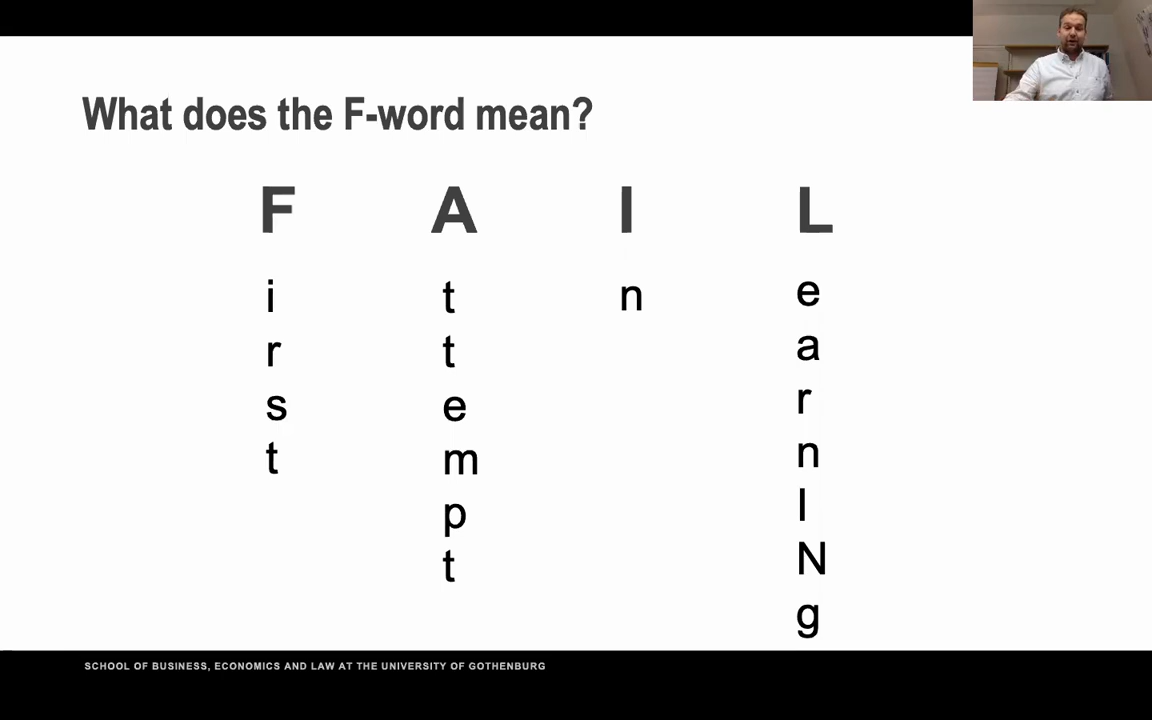 What does the F-word mean?
F A I L
i t n e
r t a
s e r
t m n
p I
t N
g
SCHOOL OF BUSINESS, ECONOMICS AND LAW AT THE UNIVERSITY OF GOTHENBURG